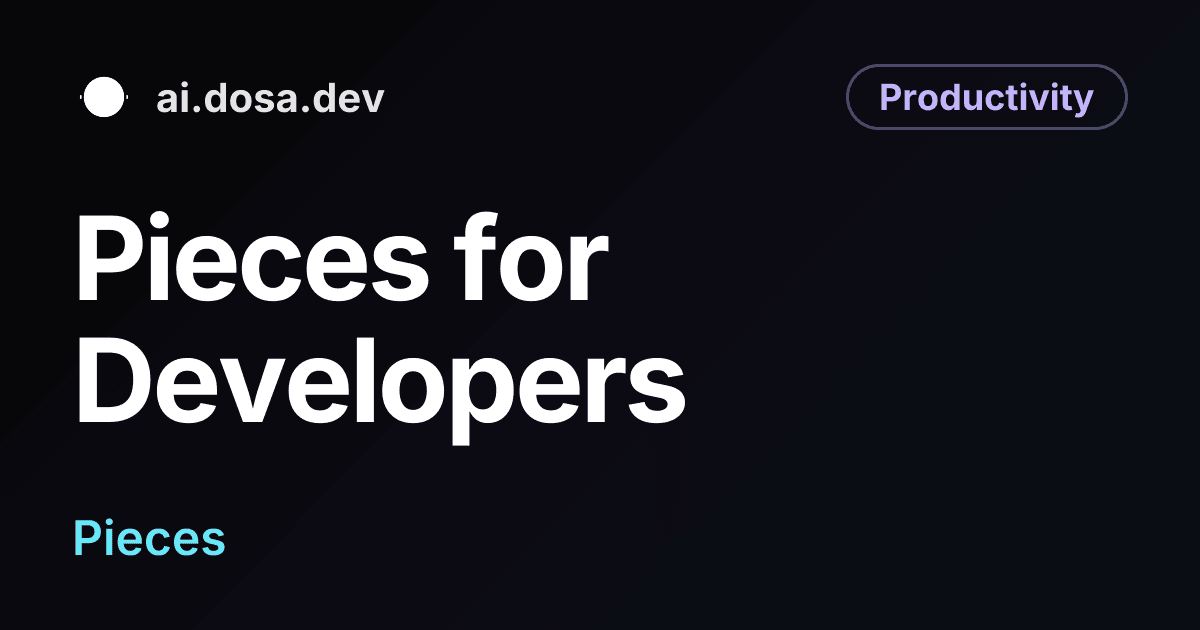 ai.dosa.dev
Productivity
Pieces for
Developers
Pieces